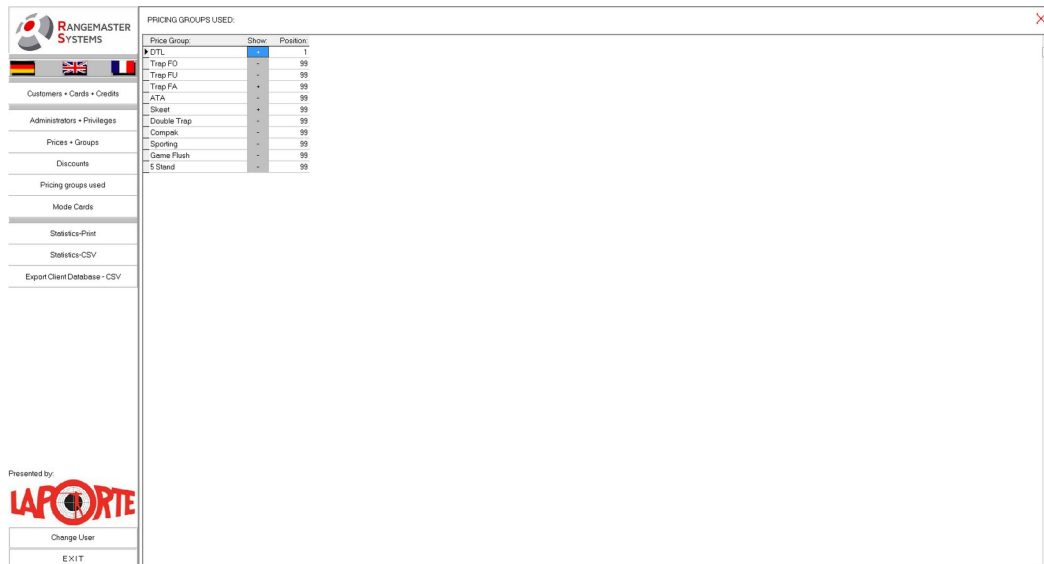 RANGEMASTER
SYSTEMS
Customers + Cards + Credits
Administrators + Privileges
Prices + Groups
Discounts
Pricing groups used
Mode Cards
Statistics-Print
Statistics-CSV
Export Client Database - CSV
Presented by:
LAPORTE
Change User
EXIT
PRICING GROUPS USED:
Price Group: Show: Position:
DTL + 1
Trap FO - 99
Trap FU - 99
Trap FA + 99
ATA - 99
Skeet + 99
Double Trap - 99
Compak - 99
Sporting - 99
Game Flush - 99
5 Stand - 99